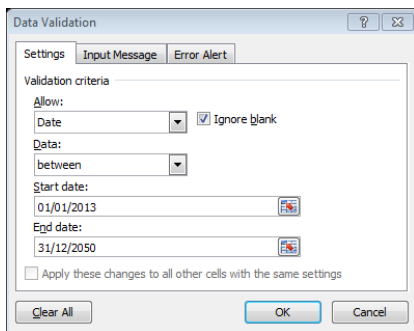 Data Validation
Settings Input Message Error Alert
Validation criteria
Allow:
Date Ignore blank
Data:
between
Start date:
01/01/2013
End date:
31/12/2050
Apply these changes to all other cells with the same settings
Clear All OK Cancel